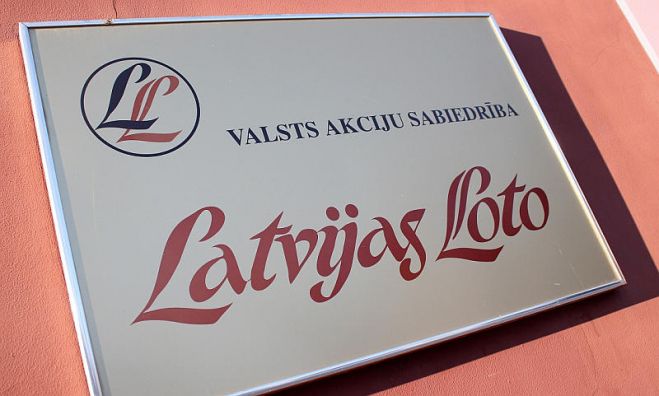 LL
VALSTS AKCIJU SABIEDRĪBA
Latvijas Loto